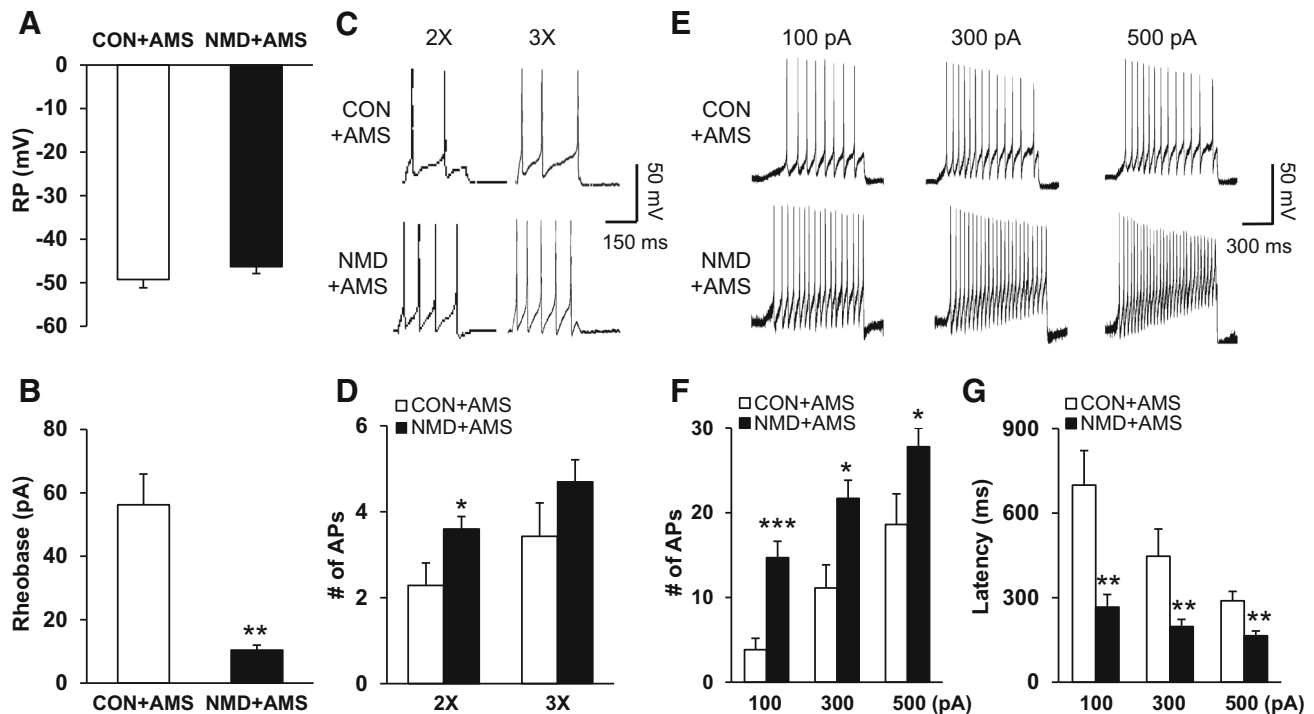 A
CON+AMS NMD+AMS
0
-10
-20
-30
-40
-50
-60
RP (mV)
B
80
60
40
20
0
Rheobase (pA)
**
CON+AMS NMD+AMS
C
2X 3X
CON
+AMS
NMD
+AMS
50 mV
150 ms
D
CON+AMS
NMD+AMS
6
4
2
0
# of APs
*
2X 3X
E
100 pA 300 pA 500 pA
CON
+AMS
NMD
+AMS
50 mV
300 ms
F
CON+AMS
NMD+AMS
30
20
10
0
# of APs
***
*
*
100 300 500 (pA)
G
CON+AMS
NMD+AMS
900
600
300
0
Latency (ms)
**
**
**
100 300 500 (pA)